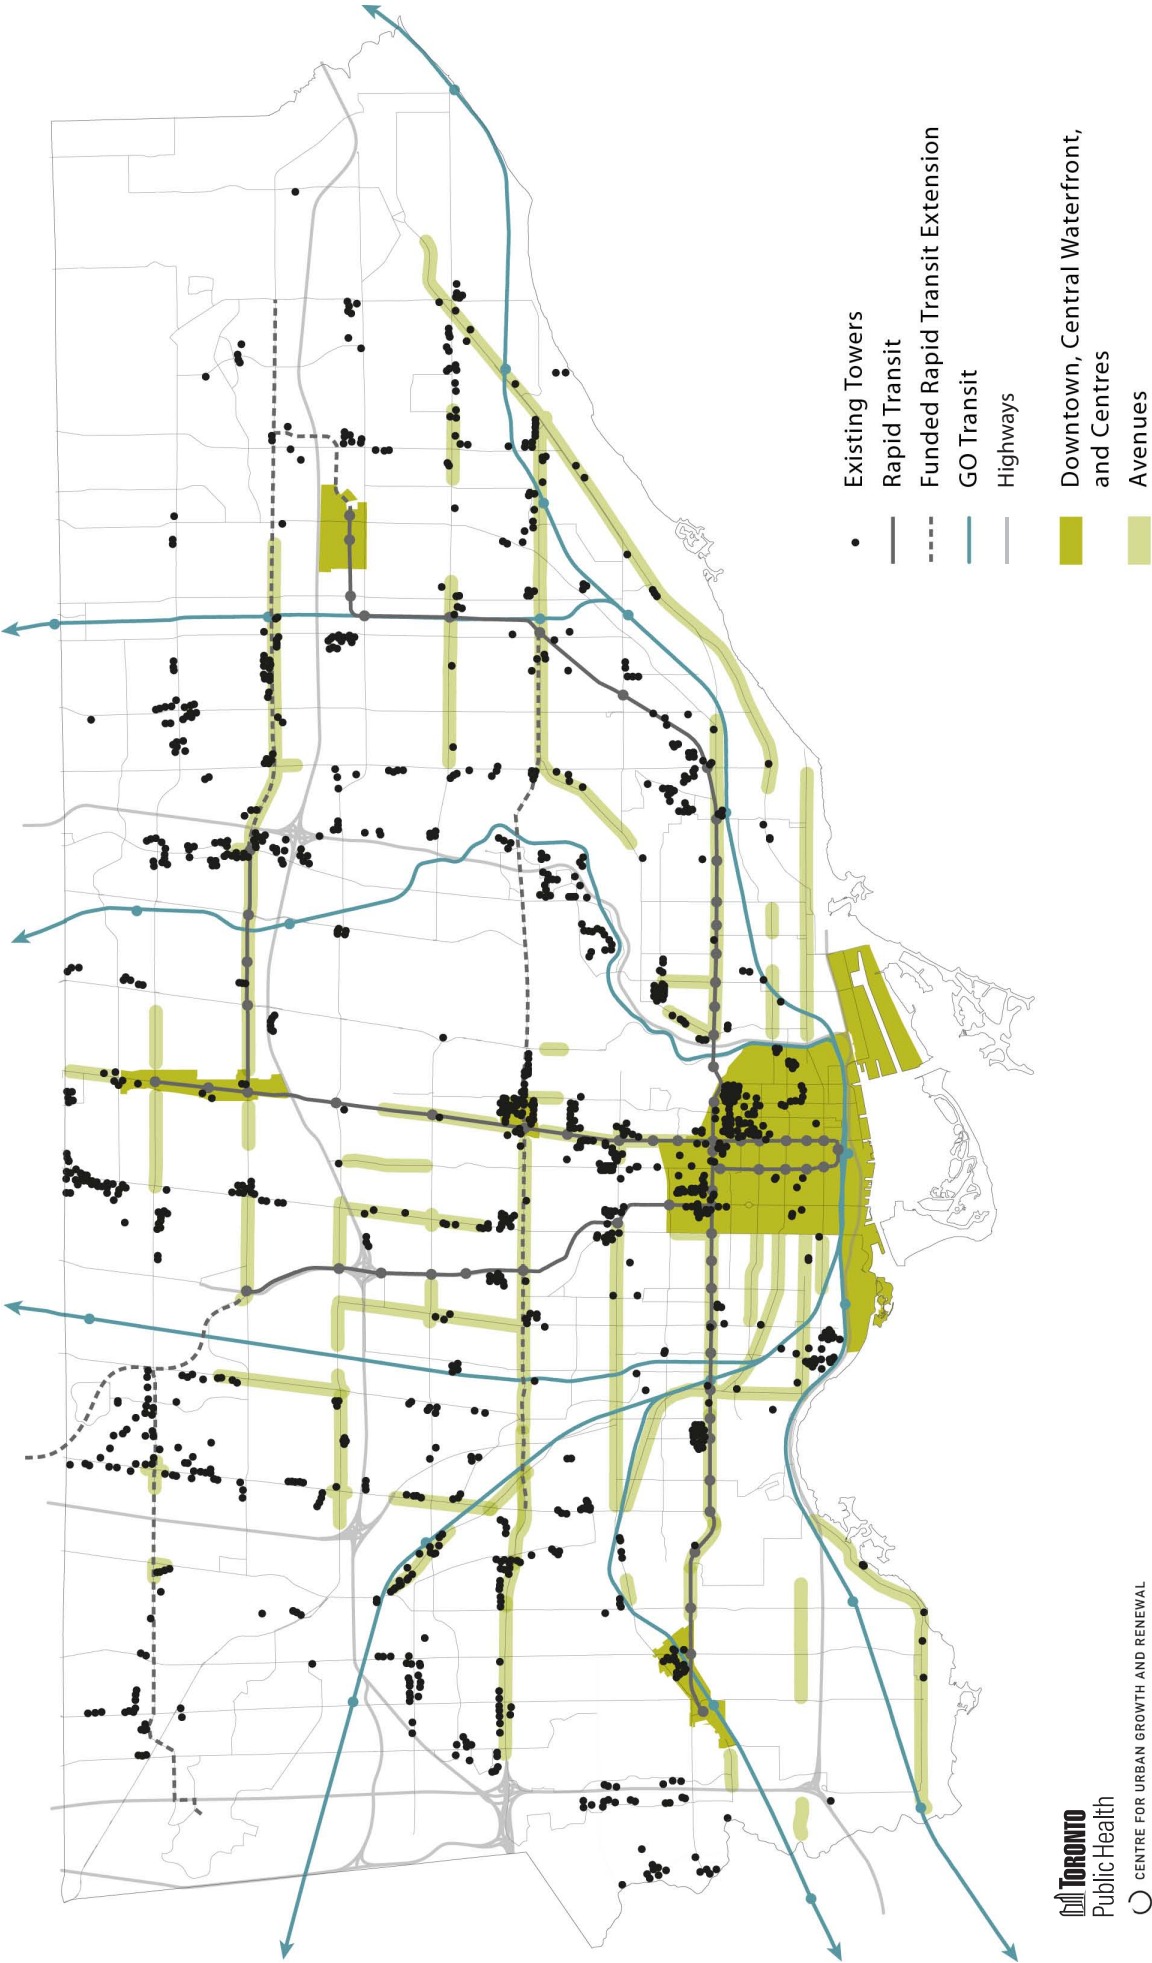 Existing Towers
Rapid Transit
Funded Rapid Transit Extension
GO Transit
Highways
Downtown, Central Waterfront,
and Centres
Avenues
TORONTO
Public Health
CENTRE FOR URBAN GROWTH AND RENEWAL